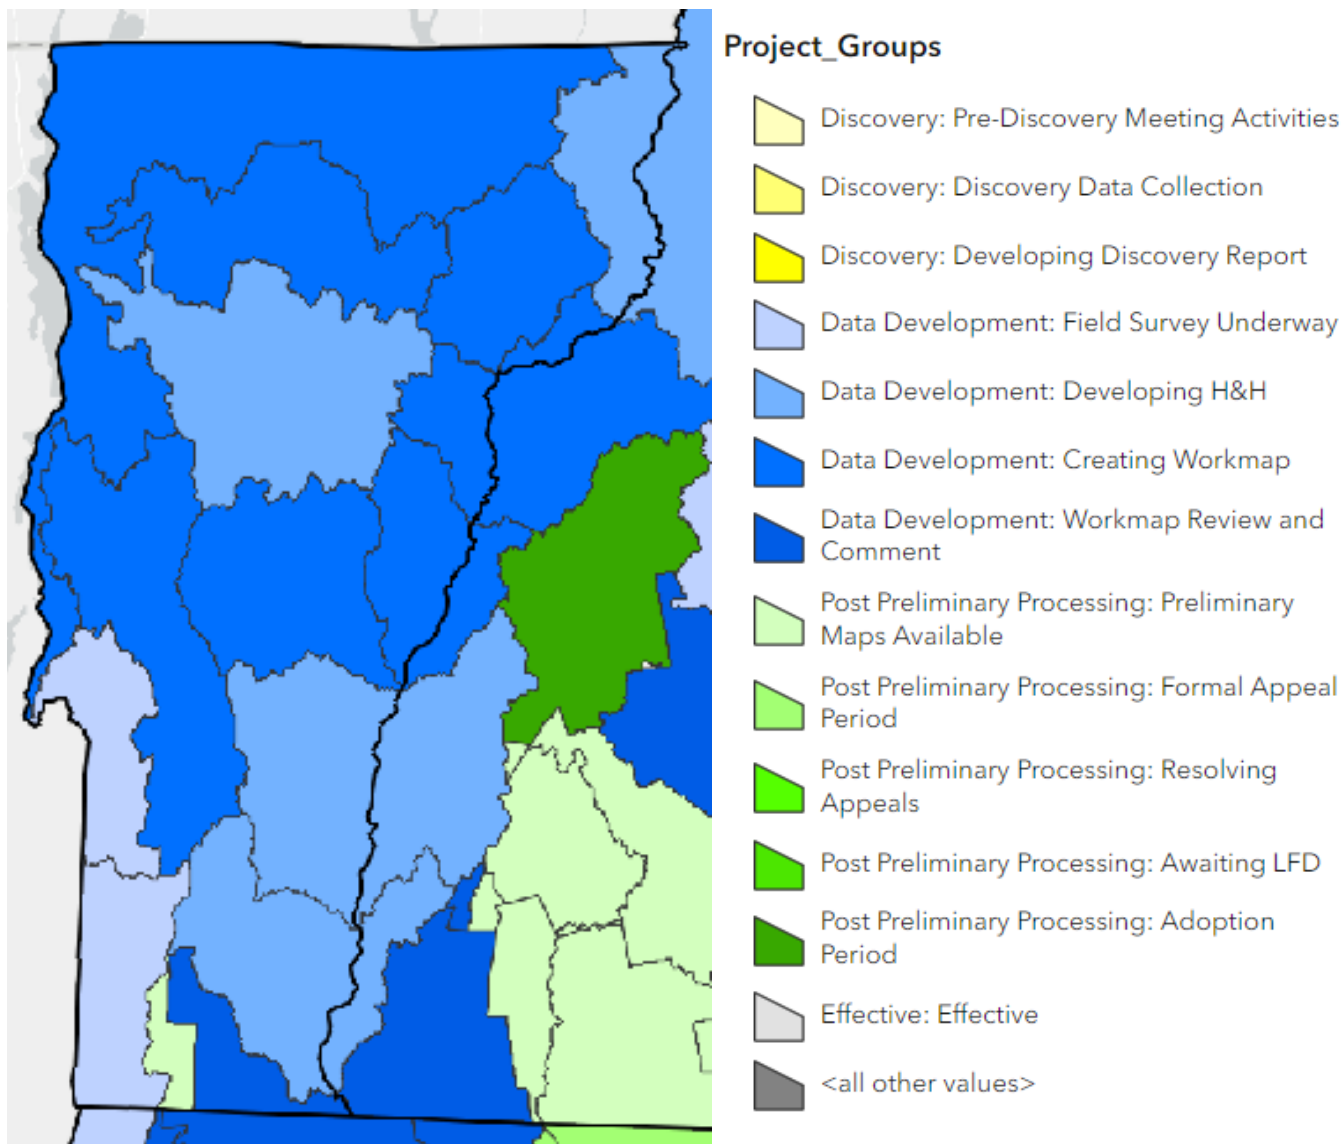 Project_Groups
Discovery: Pre-Discovery Meeting Activities
Discovery: Discovery Data Collection
Discovery: Developing Discovery Report
Data Development: Field Survey Underway
Data Development: Developing H&H
Data Development: Creating Workmap
Data Development: Workmap Review and
Comment
Post Preliminary Processing: Preliminary
Maps Available
Post Preliminary Processing: Formal Appeal
Period
Post Preliminary Processing: Resolving
Appeals
Post Preliminary Processing: Awaiting LFD
Post Preliminary Processing: Adoption
Period
Effective: Effective
<all other values>